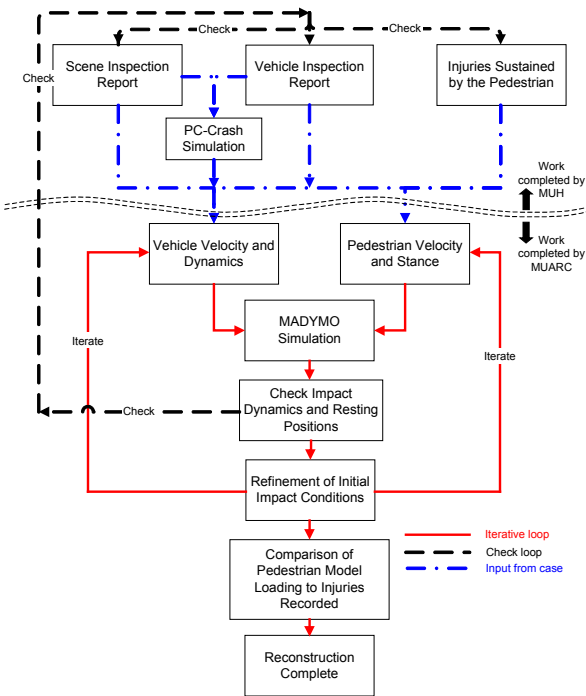 Check
Check
Check
Scene Inspection
Report
Vehicle Inspection
Report
Injuries Sustained
by the Pedestrian
PC-Crash
Simulation
Work
completed by
MUH
Work
completed by
MUARC
Vehicle Velocity and
Dynamics
Pedestrian Velocity
and Stance
MADYMO
Simulation
Iterate
Iterate
Check Impact
Dynamics and Resting
Positions
Check
Refinement of Initial
Impact Conditions
Comparison of
Pedestrian Model
Loading to Injuries
Recorded
Iterative loop
Check loop
Input from case
Reconstruction
Complete